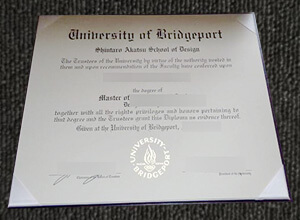 University of Bridgeport
Shintaro Akatsu School of Design
The Trustees of the University by virtue of the authority vested in
them and upon recommendation of the Faculty have conferred upon
the degree of
Master of
together with all the rights privileges and honors pertaining to
this degree and the Trustees grant this Diploma as evidence thereof.
Given at the University of Bridgeport,
UNIVERSITY OF BRIDGEPORT